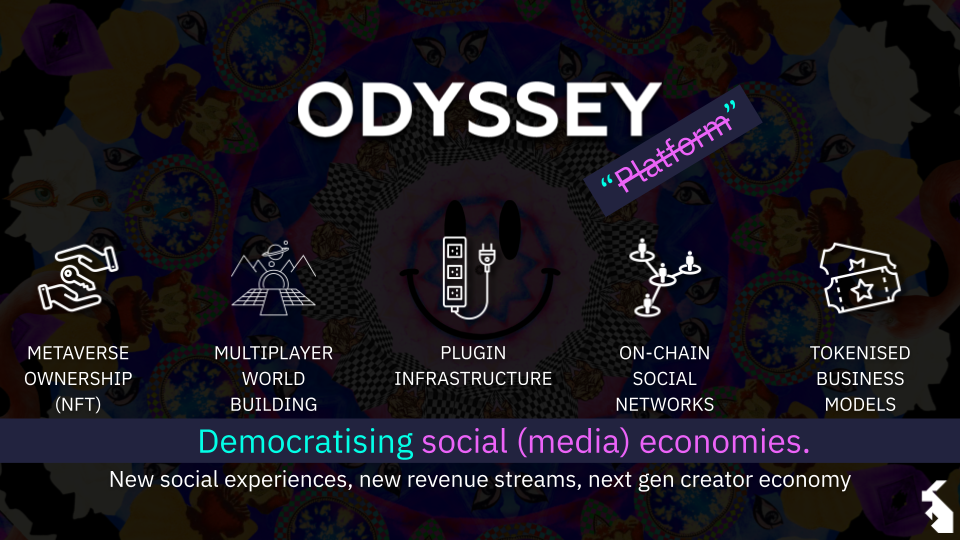 ODYSSEY
“Platform”
METAVERSE
OWNERSHIP
(NFT)
MULTIPLAYER
WORLD
BUILDING
PLUGIN
INFRASTRUCTURE
ON-CHAIN
SOCIAL
NETWORKS
TOKENISED
BUSINESS
MODELS
Democratising social (media) economies.
New social experiences, new revenue streams, next gen creator economy